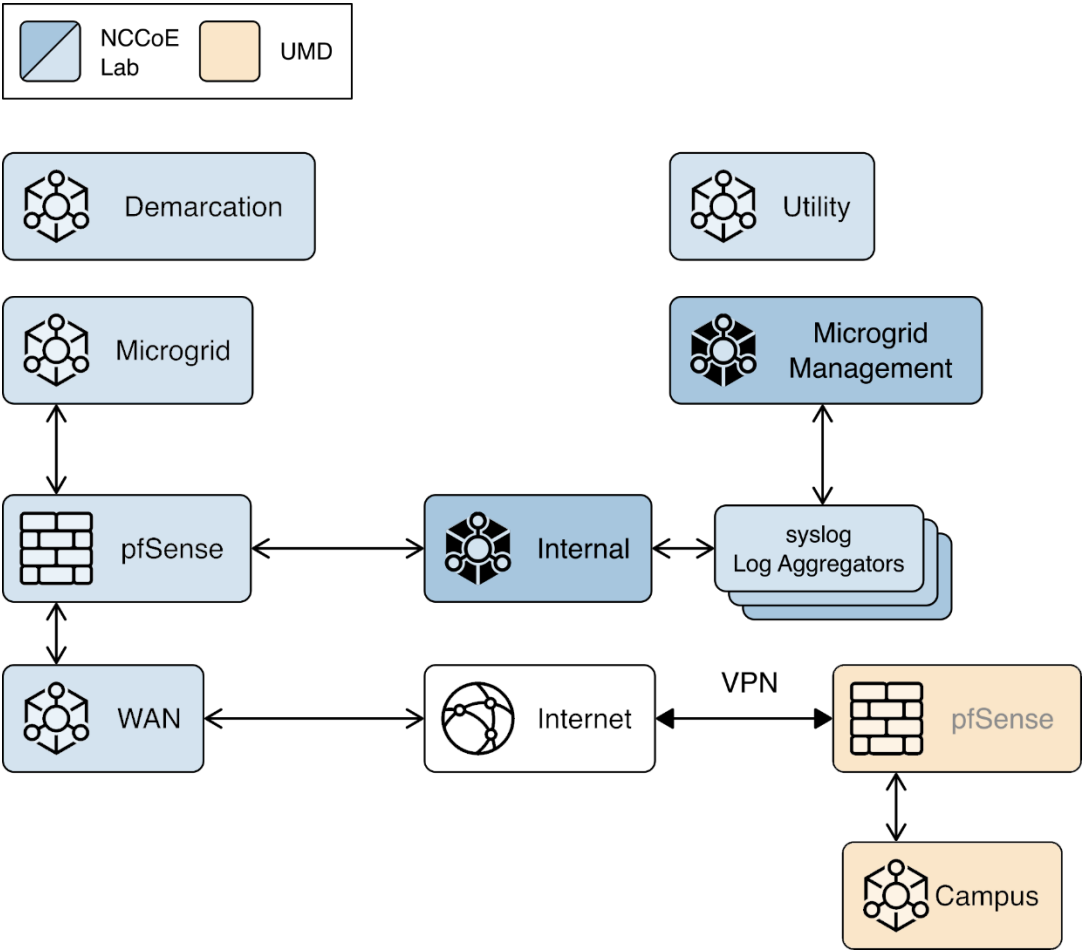 NCCoE
Lab
UMD
Demarcation
Utility
Microgrid
Microgrid
Management
pfSense
Internal
syslog
Log Aggregators
WAN
Internet
VPN
pfSense
Campus